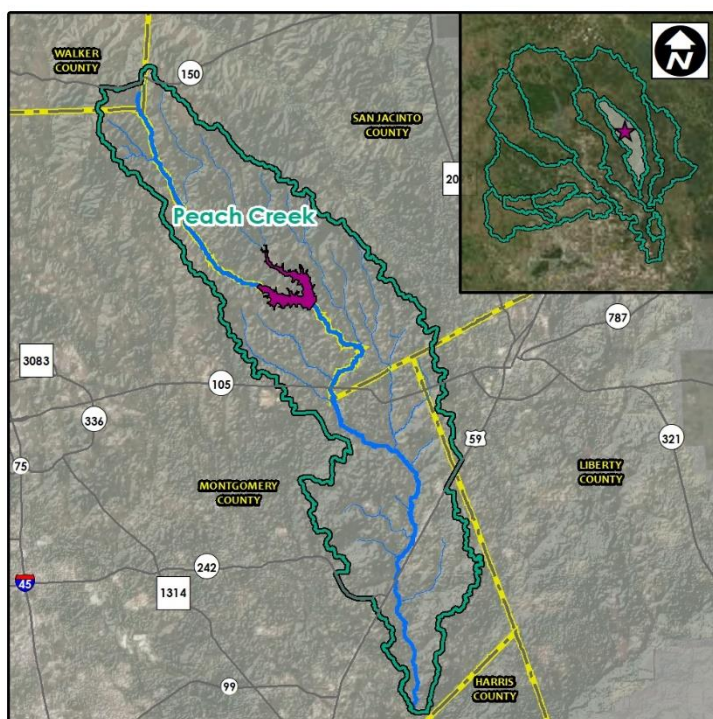 WALKER
COUNTY
150
N
SAN JACINTO
COUNTY
20
Peach Creek
787
3083
105
336
59
321
75
MONTGOMERY
COUNTY
LIBERTY
COUNTY
242
45
1314
99
HARRIS
COUNTY